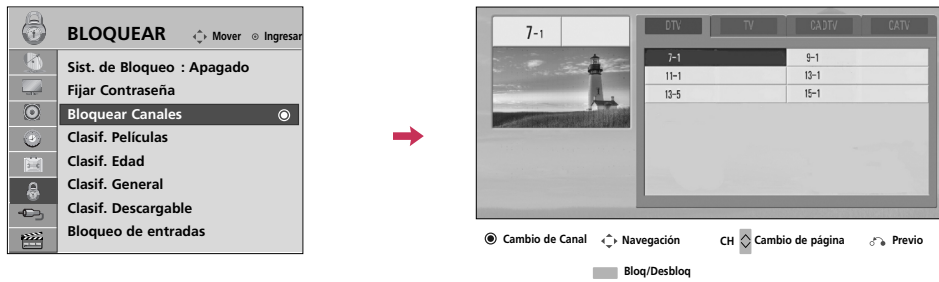 BLOQUEAR Mover Ingresar
Sist. de Bloqueo : Apagado
Fijar Contraseña
Bloquear Canales
Clasif. Películas
Clasif. Edad
Clasif. General
Clasif. Descargable
Bloqueo de entradas
7-1
DTV TV CADTV CATV
7-1 9-1
11-1 13-1
13-5 15-1
Cambio de Canal Navegación CH Cambio de página Previo
Bloq/Desbloq